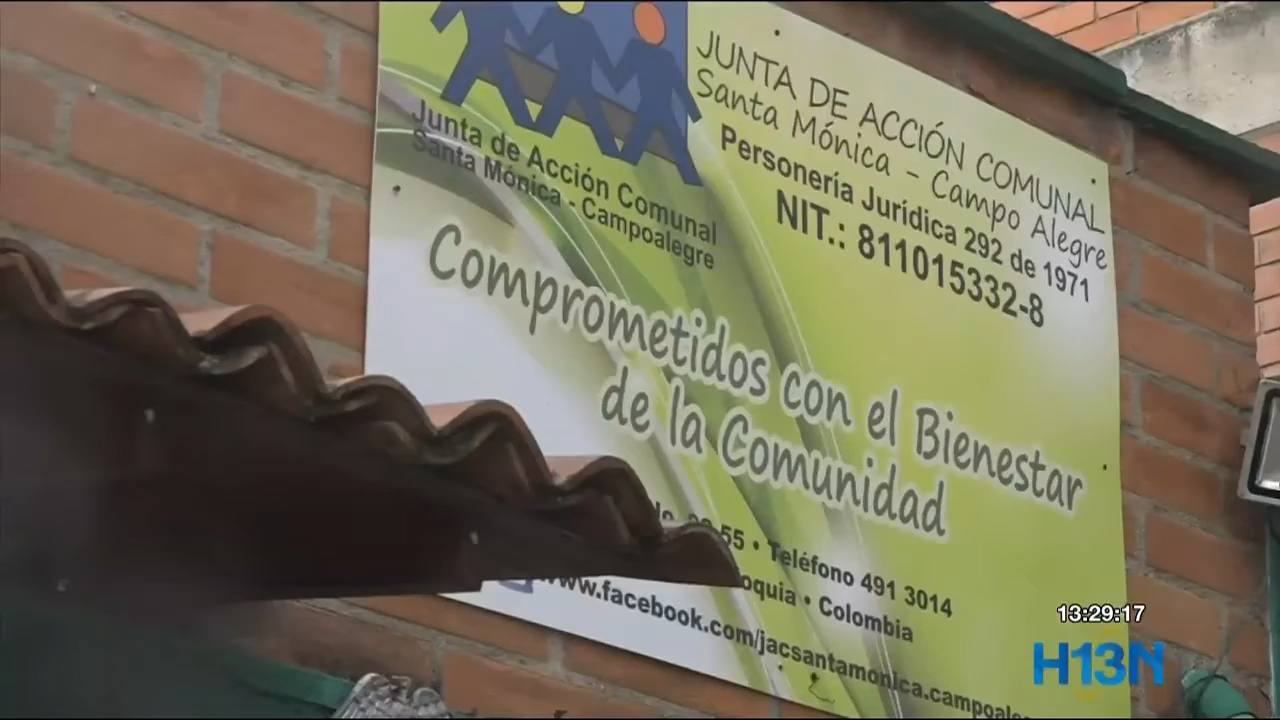 Junta de Acción Comunal
Santa Mónica - Campoalegre
JUNTA DE ACCIÓN COMUNAL
Santa Mónica - Campo Alegre
Personería Jurídica 292 de 1971
NIT.: 811015332-8
Comprometidos con el Bienestar
de la Comunidad
55 • Teléfono 491 3014
oquia • Colombia
www.facebook.com/jacsantamonica.campoale
13:29:17
H13N